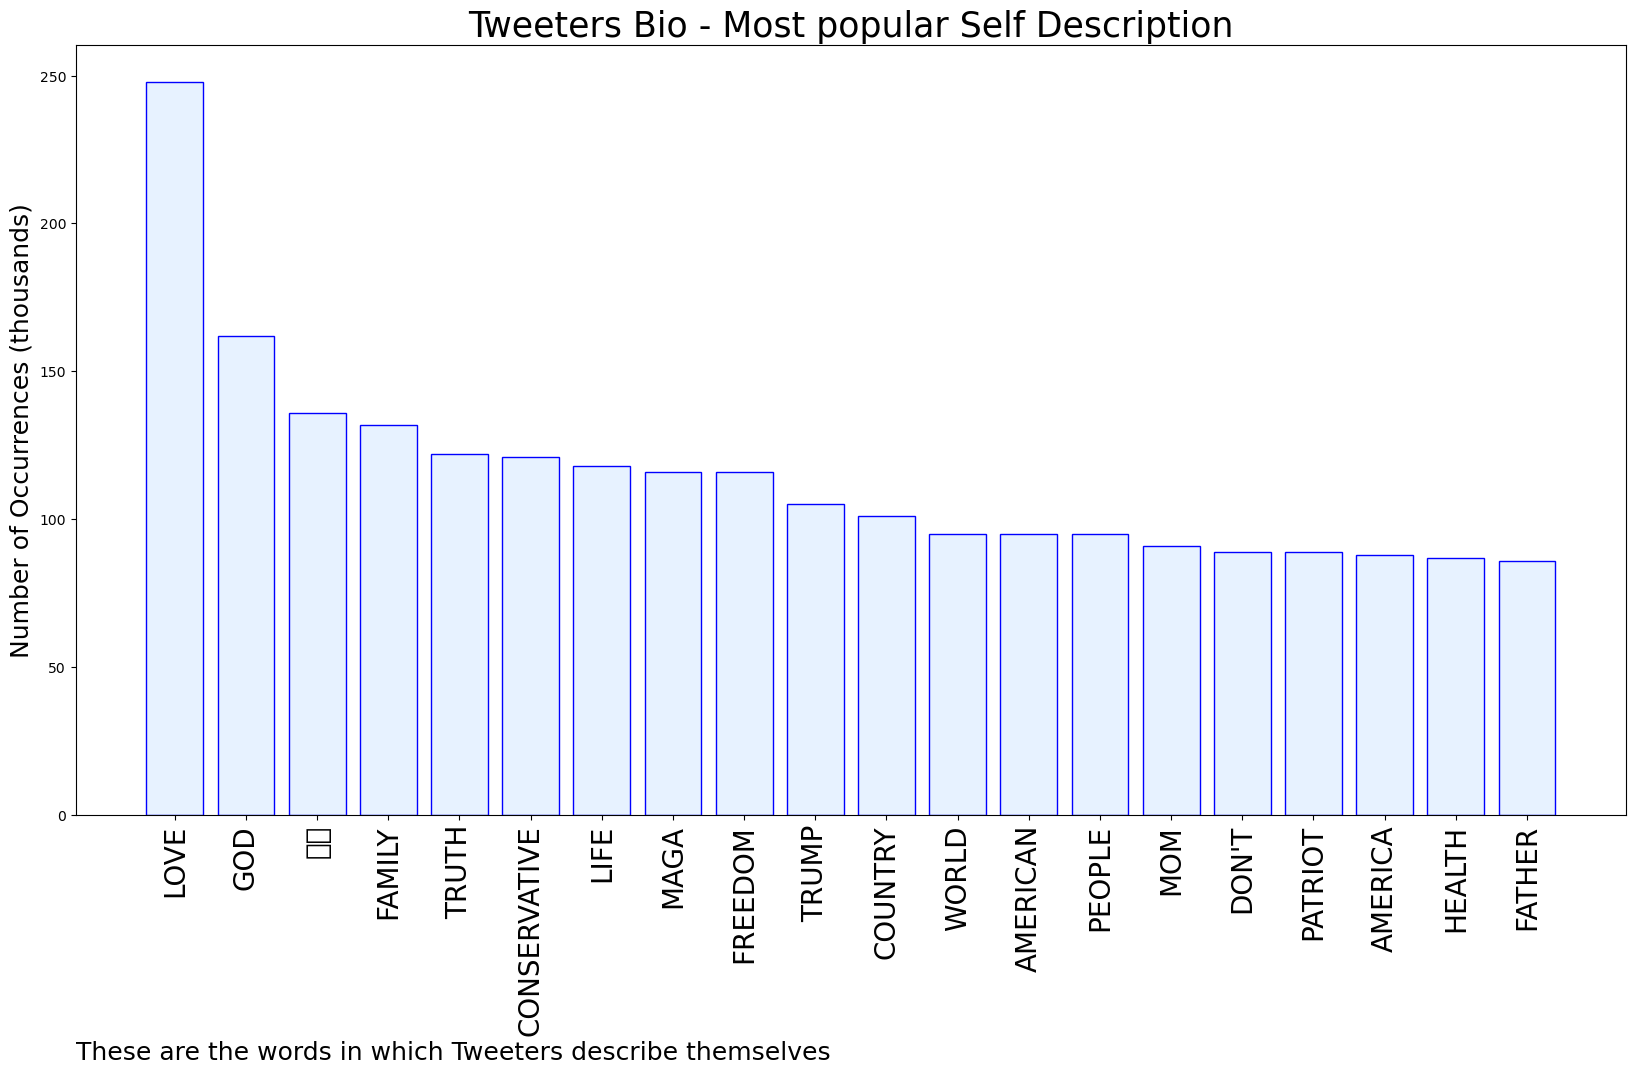 Tweeters Bio - Most popular Self Description
Number of Occurrences (thousands)
250
200
150
100
50
0
LOVE
GOD
FAMILY
TRUTH
CONSERVATIVE
LIFE
MAGA
FREEDOM
TRUMP
COUNTRY
WORLD
AMERICAN
PEOPLE
MOM
DON'T
PATRIOT
AMERICA
HEALTH
FATHER
These are the words in which Tweeters describe themselves